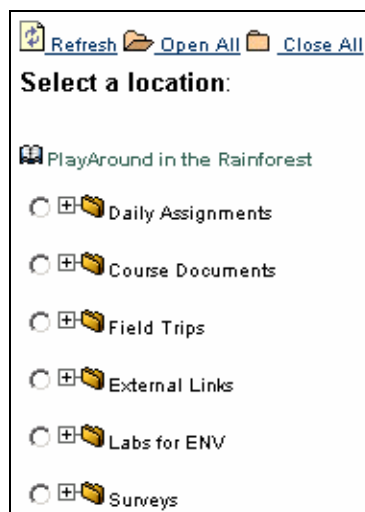 Refresh Open All Close All
Select a location:
PlayAround in the Rainforest
Daily Assignments
Course Documents
Field Trips
External Links
Labs for ENV
Surveys